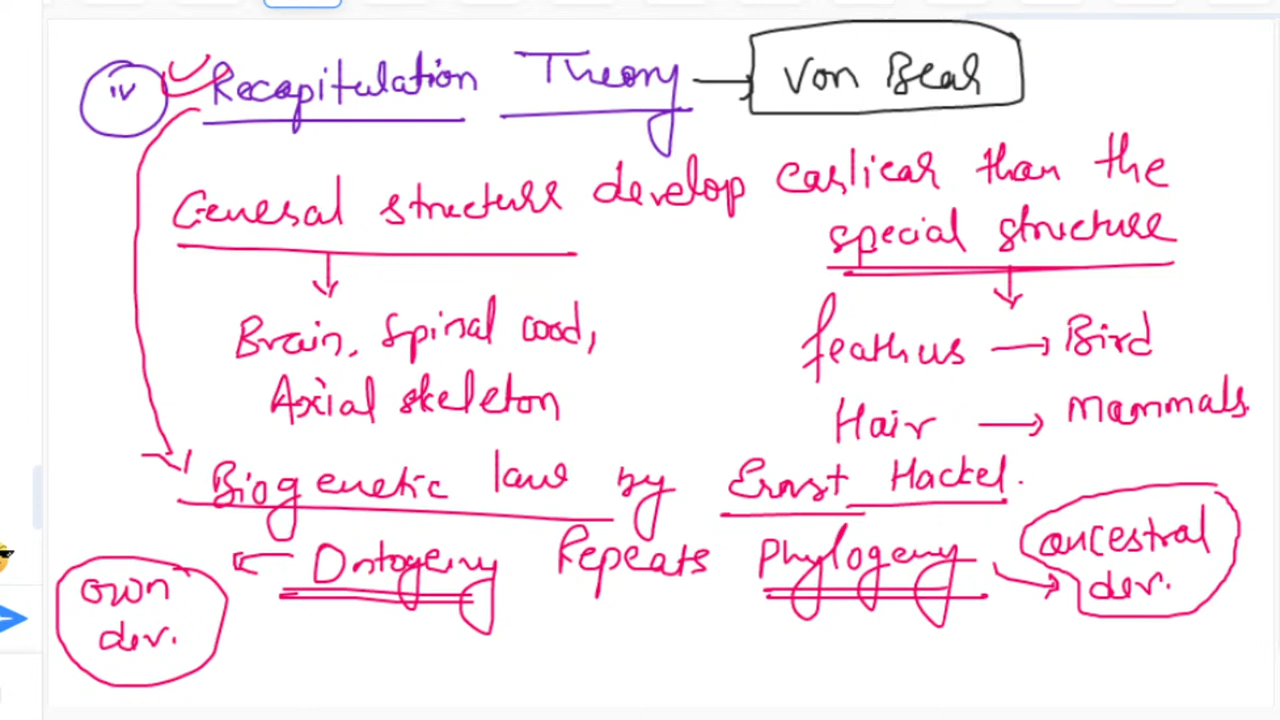 iv Recapitulation Theory → Von Bear
General structure develop earlier than the
special structure
Brain, Spinal cord,
Axial skeleton
feathers → Bird
Hair → mammals.
Biogenetic law by Ernst Hackel.
Ontogeny Repeats Phylogeny
own
dev.
ancestral
dev.